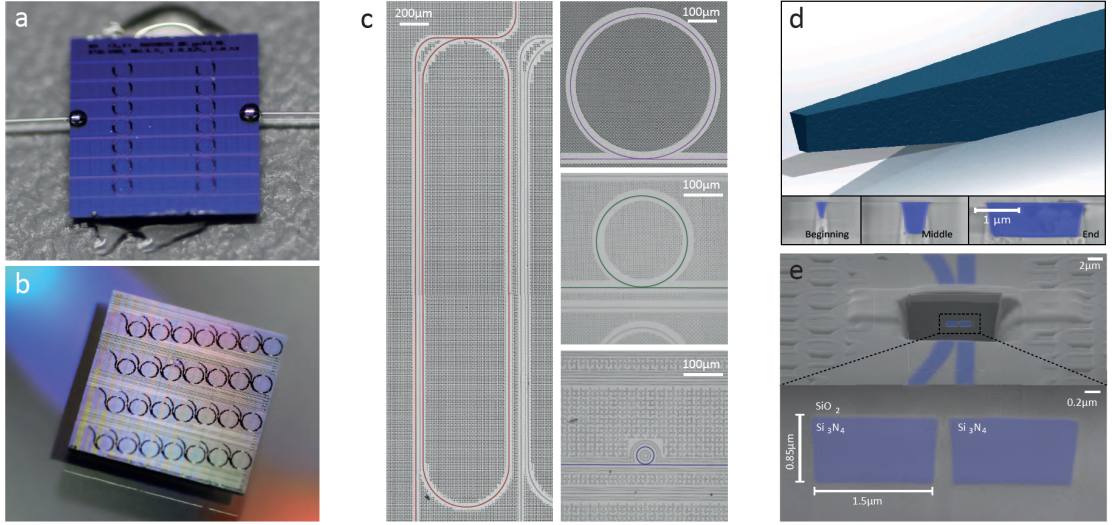 a
b
c
200µm
100µm
100µm
100µm
d
Beginning
Middle
1 µm
End
e
2µm
0.2µm
SiO 2
Si 3N4
Si 3N4
0.85µm
1.5µm